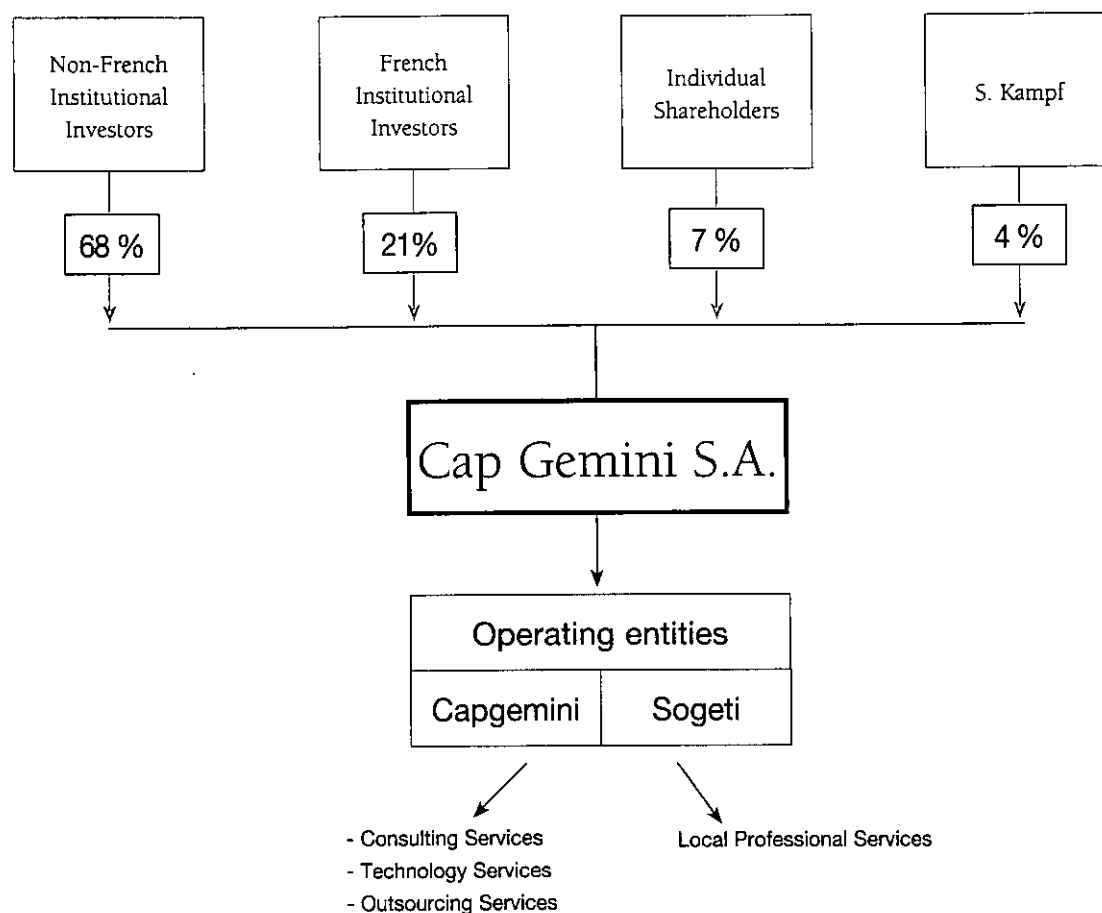 Non-French
Institutional
Investors
French
Institutional
Investors
Individual
Shareholders
S. Kampf
68 %
21%
7 %
4 %
Cap Gemini S.A.
Operating entities
Capgemini
Sogeti
- Consulting Services
- Technology Services
- Outsourcing Services
Local Professional Services